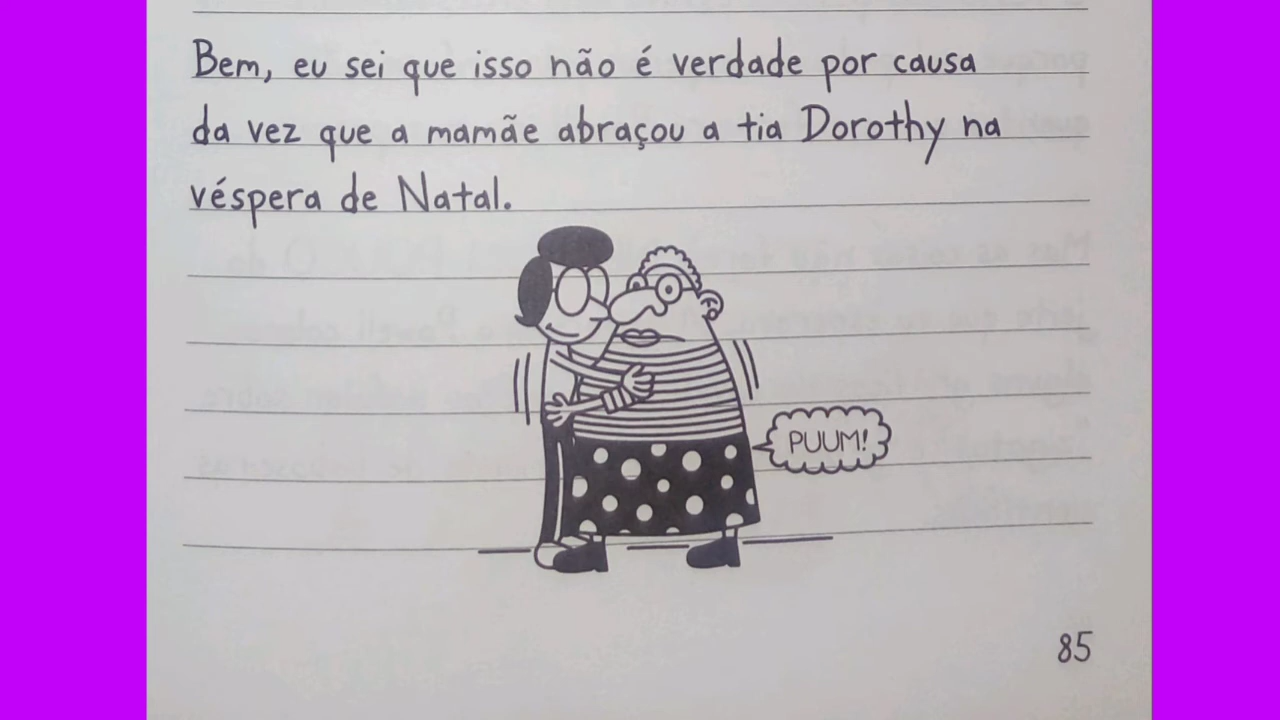 Bem, eu sei que isso não é verdade por causa
da vez que a mamãe abraçou a tia Dorothy na
véspera de Natal.
PUUM!
85